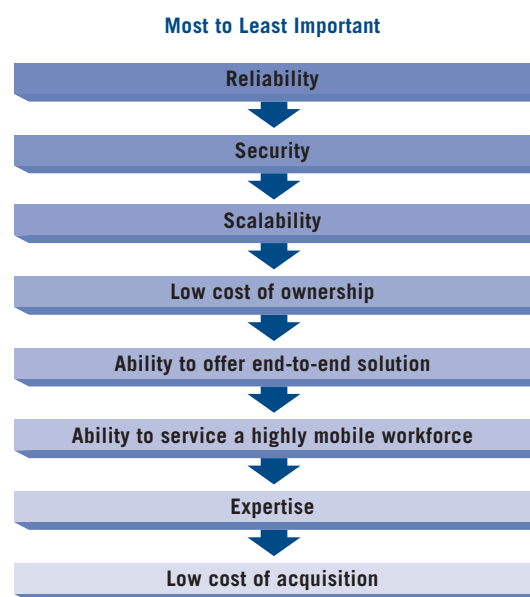 Most to Least Important
Reliability
Security
Scalability
Low cost of ownership
Ability to offer end-to-end solution
Ability to service a highly mobile workforce
Expertise
Low cost of acquisition